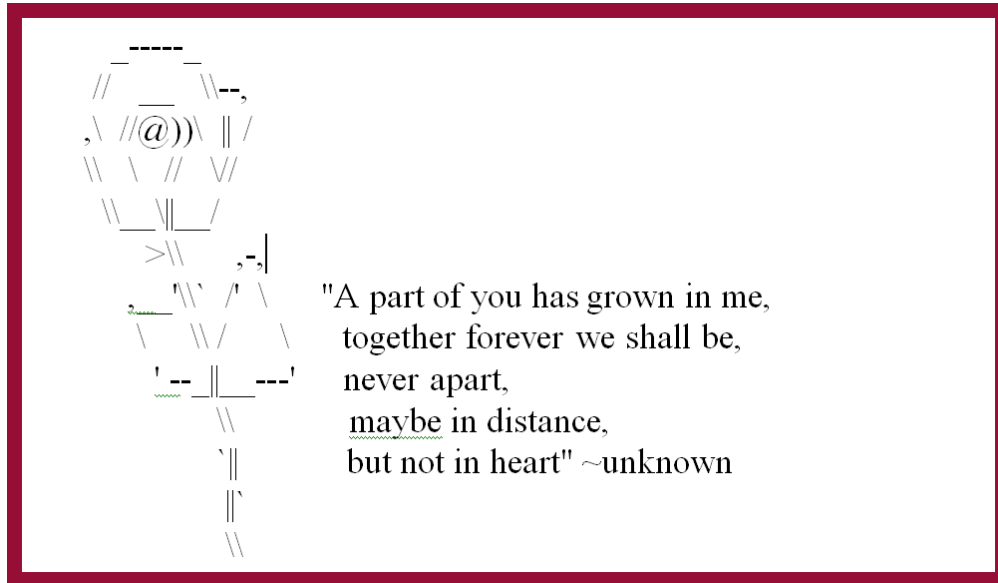 "A part of you has grown in me,
together forever we shall be,
never apart,
maybe in distance,
but not in heart" ~unknown